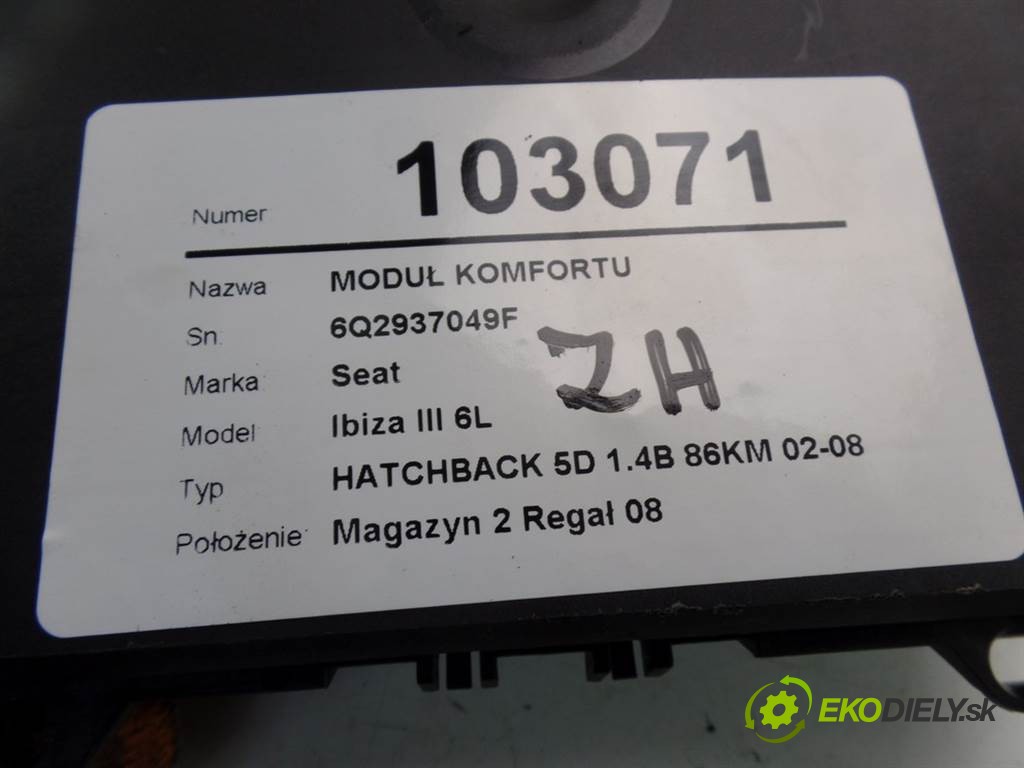 Numer 103071
Nazwa MODUŁ KOMFORTU
Sn. 6Q2937049F
ZH
Marka Seat
Model Ibiza III 6L
Typ HATCHBACK 5D 1.4B 86KM 02-08
Położenie: Magazyn 2 Regał 08
EKODIELY.sk